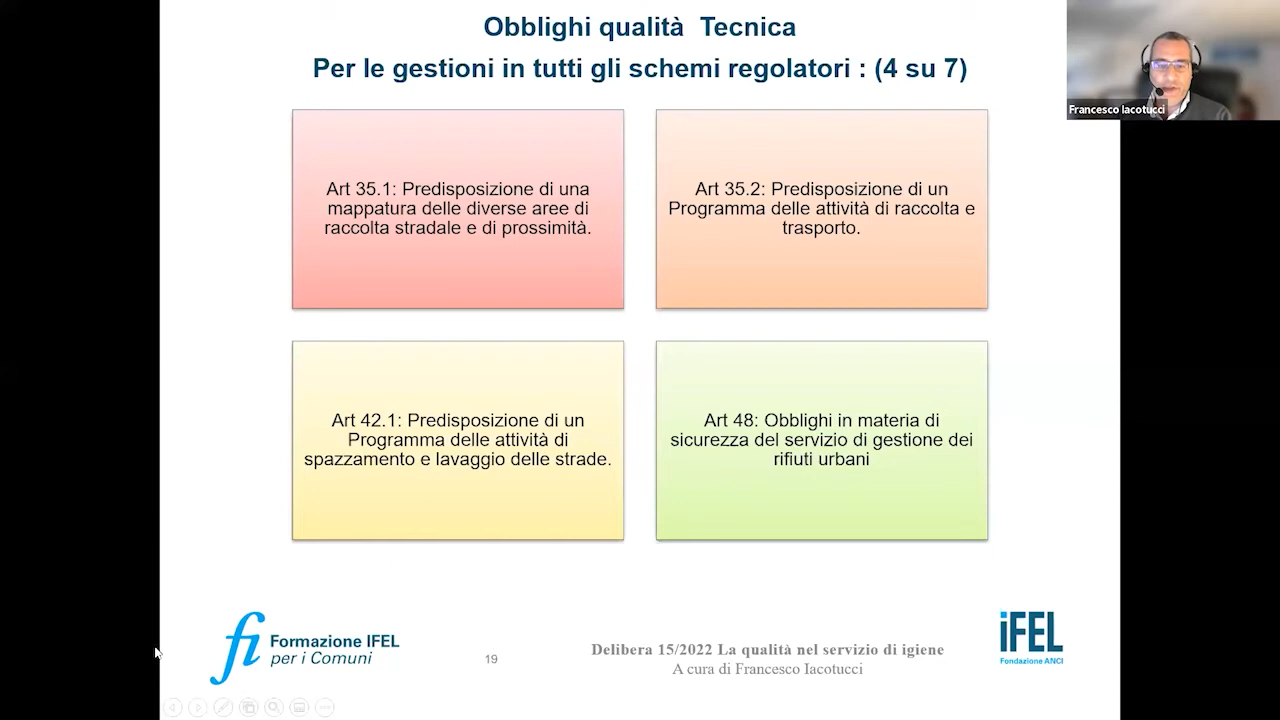 Obblighi qualità Tecnica
Per le gestioni in tutti gli schemi regolatori : (4 su 7)
Francesco Iacotucci
Art 35.1: Predisposizione di una
mappatura delle diverse aree di
raccolta stradale e di prossimità.
Art 35.2: Predisposizione di un
Programma delle attività di raccolta e
trasporto.
Art 42.1: Predisposizione di un
Programma delle attività di
spazzamento e lavaggio delle strade.
Art 48: Obblighi in materia di
sicurezza del servizio di gestione dei
rifiuti urbani
fi
Formazione IFEL
per i Comuni
19
Delibera 15/2022 La qualità nel servizio di igiene
A cura di Francesco Iacotucci
iFEL
Fondazione ANCI